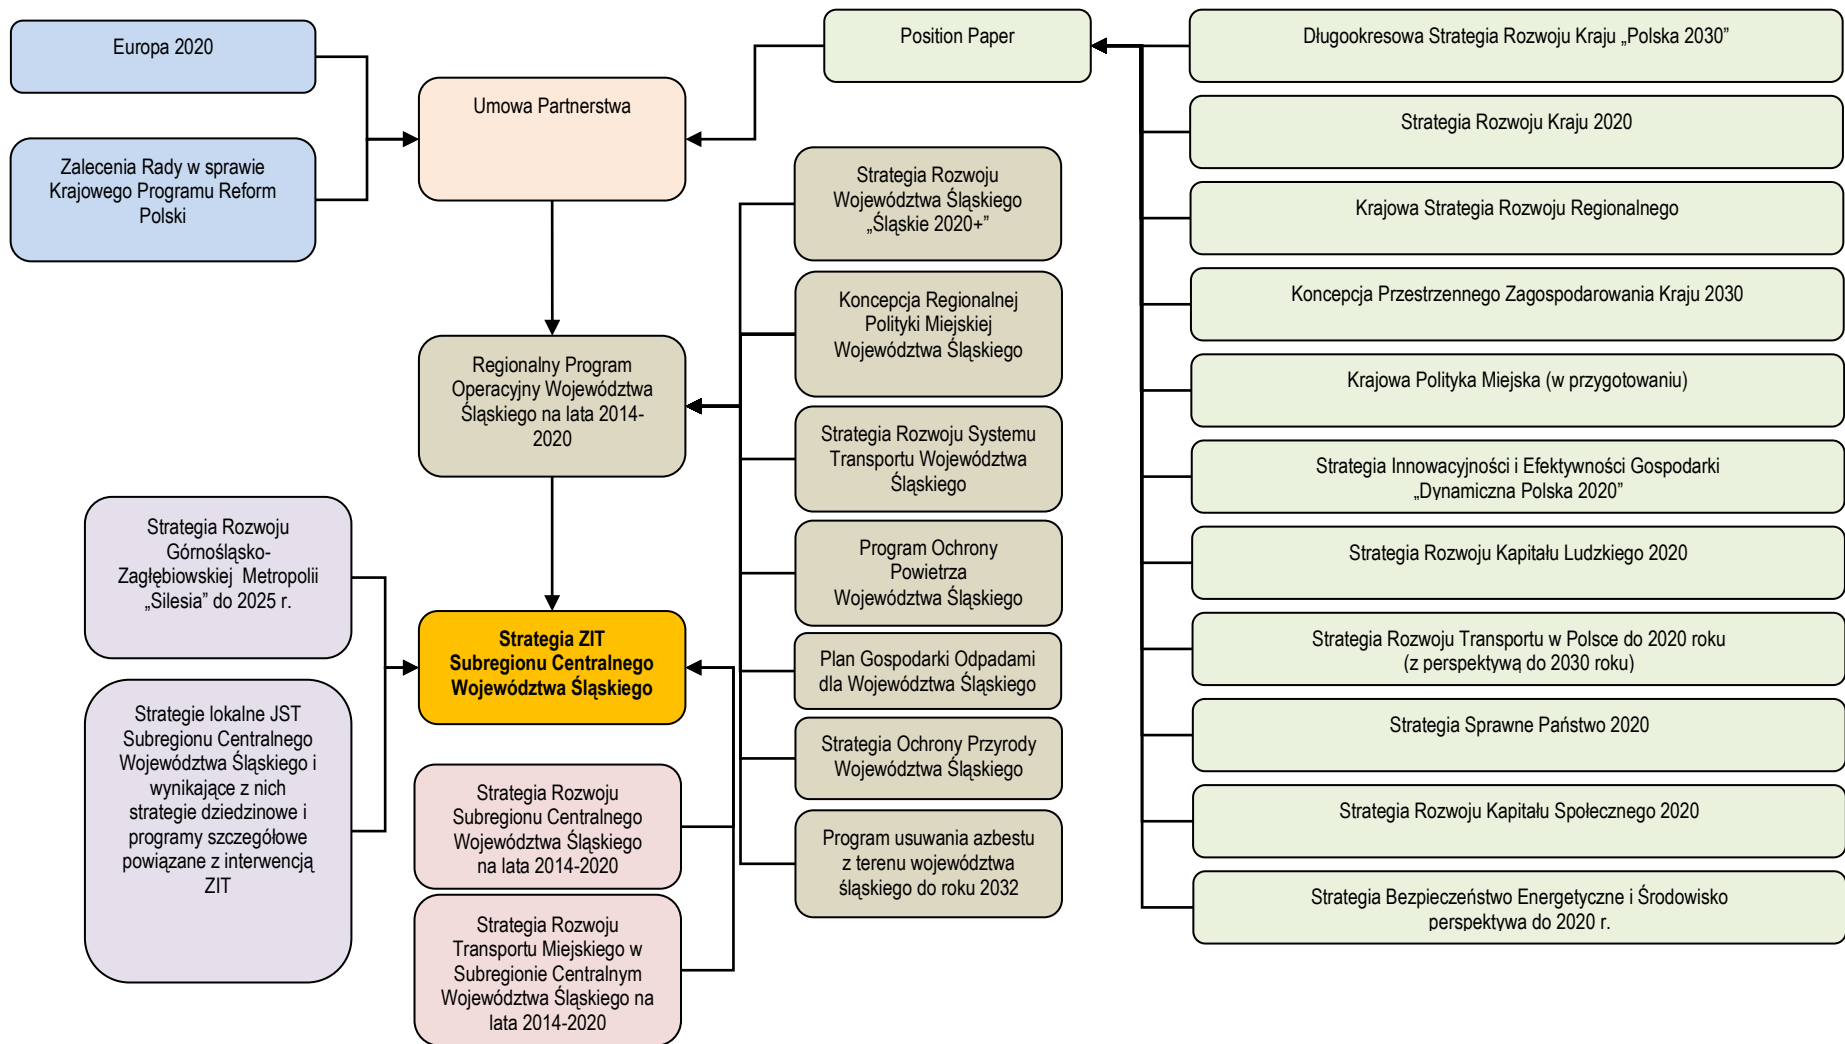 Europa 2020
Zalecenia Rady w sprawie
Krajowego Programu Reform
Polski
Umowa Partnerstwa
Regionalny Program
Operacyjny Województwa
Śląskiego na lata 2014-
2020
Strategia Rozwoju
Górnośląsko-
Zagłębiowskiej Metropolii
„Silesia” do 2025 r.
Strategie lokalne JST
Subregionu Centralnego
Województwa Śląskiego i
wynikające z nich
strategie dziedzinowe i
programy szczegółowe
powiązane z interwencją
ZIT
Strategia ZIT
Subregionu Centralnego
Województwa Śląskiego
Strategia Rozwoju
Subregionu Centralnego
Województwa Śląskiego
na lata 2014-2020
Strategia Rozwoju
Transportu Miejskiego w
Subregionie Centralnym
Województwa Śląskiego na
lata 2014-2020
Position Paper
Strategia Rozwoju
Województwa Śląskiego
„Śląskie 2020+”
Koncepcja Regionalnej
Polityki Miejskiej
Województwa Śląskiego
Strategia Rozwoju Systemu
Transportu Województwa
Śląskiego
Program Ochrony
Powietrza
Województwa Śląskiego
Plan Gospodarki Odpadami
dla Województwa Śląskiego
Strategia Ochrony Przyrody
Województwa Śląskiego
Program usuwania azbestu
z terenu województwa
śląskiego do roku 2032
Długookresowa Strategia Rozwoju Kraju „Polska 2030”
Strategia Rozwoju Kraju 2020
Krajowa Strategia Rozwoju Regionalnego
Koncepcja Przestrzennego Zagospodarowania Kraju 2030
Krajowa Polityka Miejska (w przygotowaniu)
Strategia Innowacyjności i Efektywności Gospodarki
„Dynamiczna Polska 2020”
Strategia Rozwoju Kapitału Ludzkiego 2020
Strategia Rozwoju Transportu w Polsce do 2020 roku
(z perspektywą do 2030 roku)
Strategia Sprawne Państwo 2020
Strategia Rozwoju Kapitału Społecznego 2020
Strategia Bezpieczeństwo Energetyczne i Środowisko
perspektywa do 2020 r.